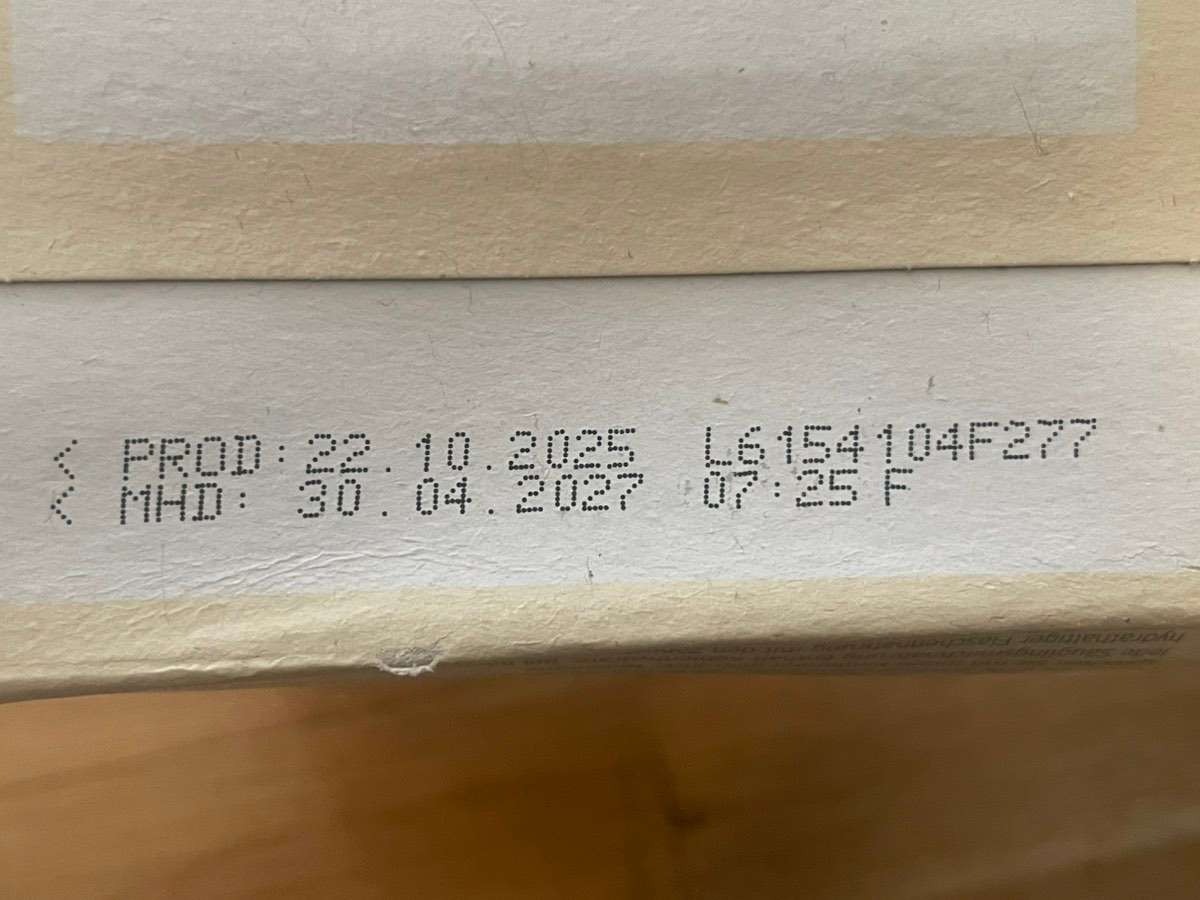 < PROD:22.10.2025 L6154104F277
< MHD: 30.04.2027 07:25 F